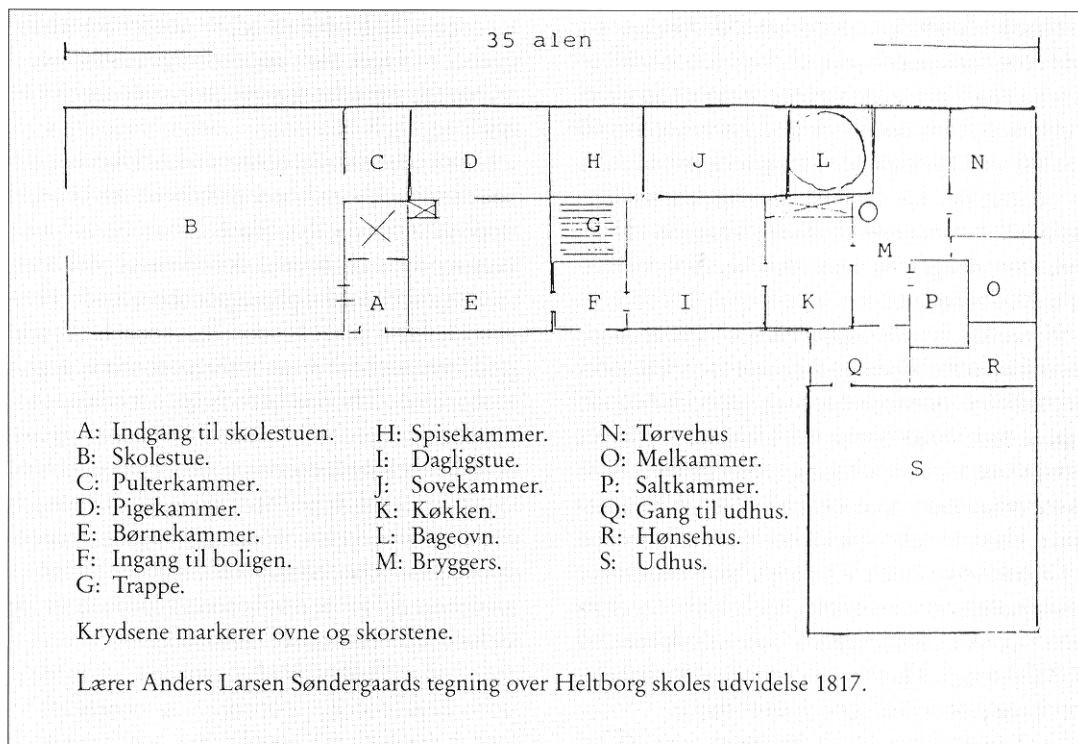 35 alen
C D H J L N
B G O M
A E F I K P O
Q R
S
A: Indgang til skolestuen.
B: Skolestue.
C: Pulterkammer.
D: Pigekammer.
E: Børnekammer.
F: Ingang til boligen.
G: Trappe.
H: Spisekammer.
I: Dagligstue.
J: Sovekammer.
K: Køkken.
L: Bageovn.
M: Bryggers.
N: Tørvehus
O: Melkammer.
P: Saltkammer.
Q: Gang til udhus.
R: Hønsehus.
S: Udhus.
Krydsene markerer ovne og skorstene.
Lærer Anders Larsen Søndergaards tegning over Heltborg skoles udvidelse 1817.